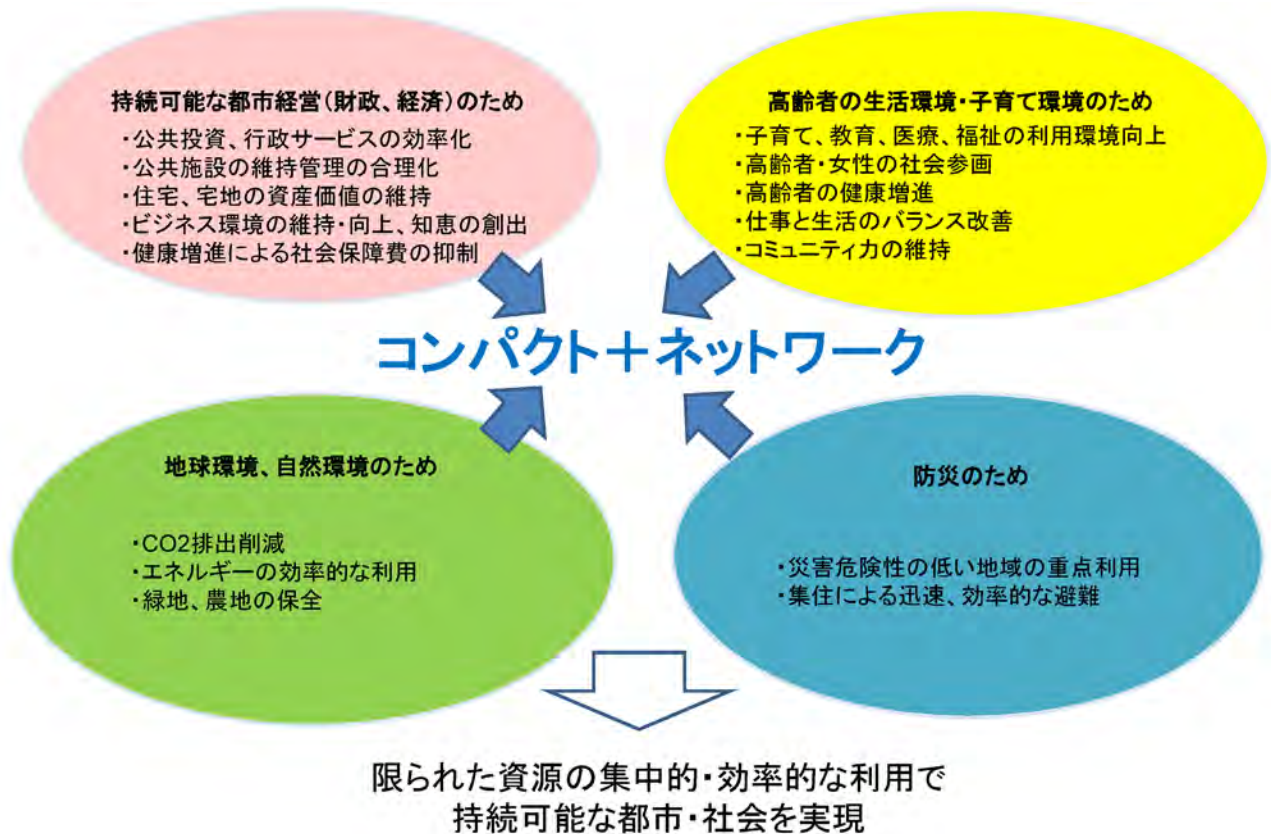 持続可能な都市経営(財政、経済)のため
・公共投資、行政サービスの効率化
・公共施設の維持管理の合理化
・住宅、宅地の資産価値の維持
・ビジネス環境の維持・向上、知恵の創出
・健康増進による社会保障費の抑制
高齢者の生活環境・子育て環境のため
・子育て、教育、医療、福祉の利用環境向上
・高齢者・女性の社会参画
・高齢者の健康増進
・仕事と生活のバランス改善
・コミュニティ力の維持
コンパクト＋ネットワーク
地球環境、自然環境のため
・CO2排出削減
・エネルギーの効率的な利用
・緑地、農地の保全
防災のため
・災害危険性の低い地域の重点利用
・集住による迅速、効率的な避難
限られた資源の集中的・効率的な利用で
持続可能な都市・社会を実現